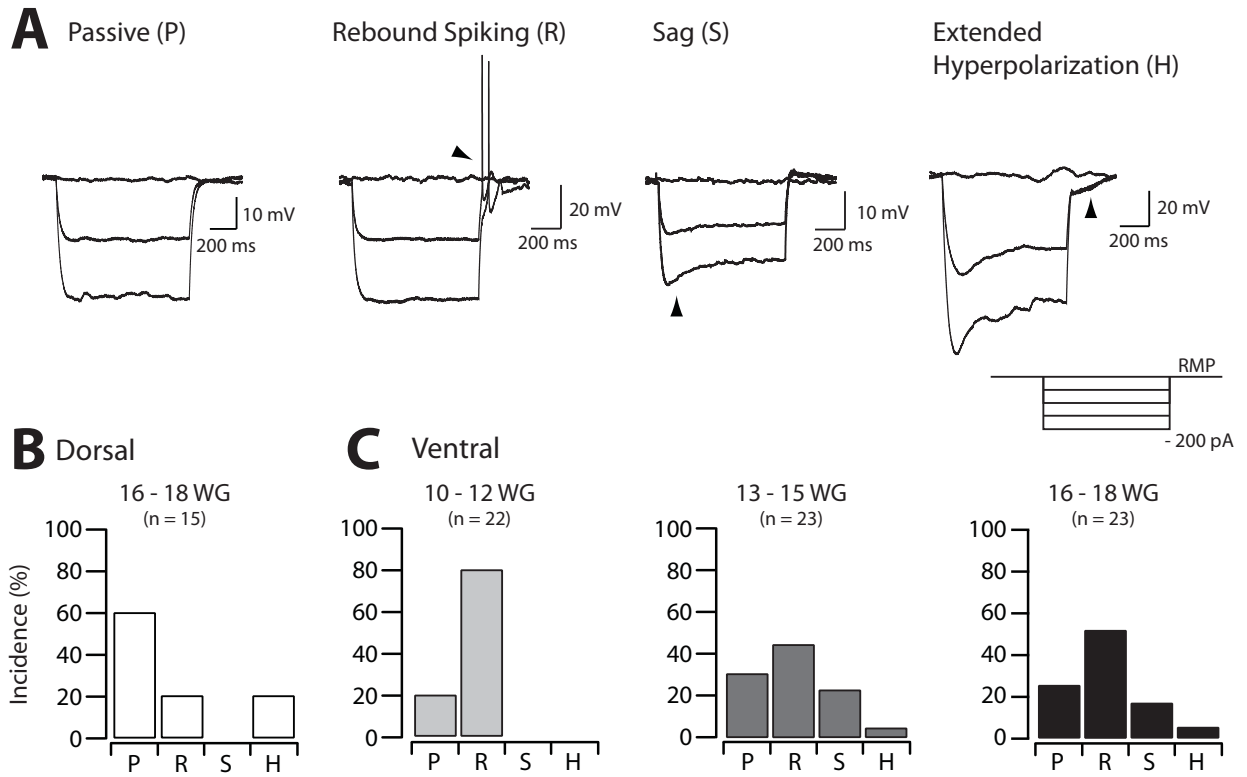 A Passive (P)
Rebound Spiking (R)
Sag (S)
Extended
Hyperpolarization (H)
10 mV
200 ms
20 mV
200 ms
10 mV
200 ms
20 mV
200 ms
RMP
- 200 pA
B Dorsal
16 - 18 WG
(n = 15)
Incidence (%)
100
80
60
40
20
0
P R S H
C Ventral
10 - 12 WG
(n = 22)
100
80
60
40
20
0
P R S H
13 - 15 WG
(n = 23)
100
80
60
40
20
0
P R S H
16 - 18 WG
(n = 23)
100
80
60
40
20
0
P R S H